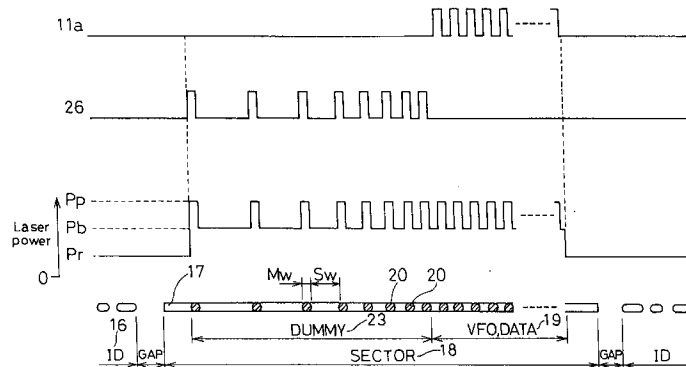 11a
26
Pp
Laser power
Pb
Pr
0
17
Mw
Sw
20
20
16
DUMMY
23
VFO,DATA
19
ID
GAP
SECTOR
18
GAP
ID